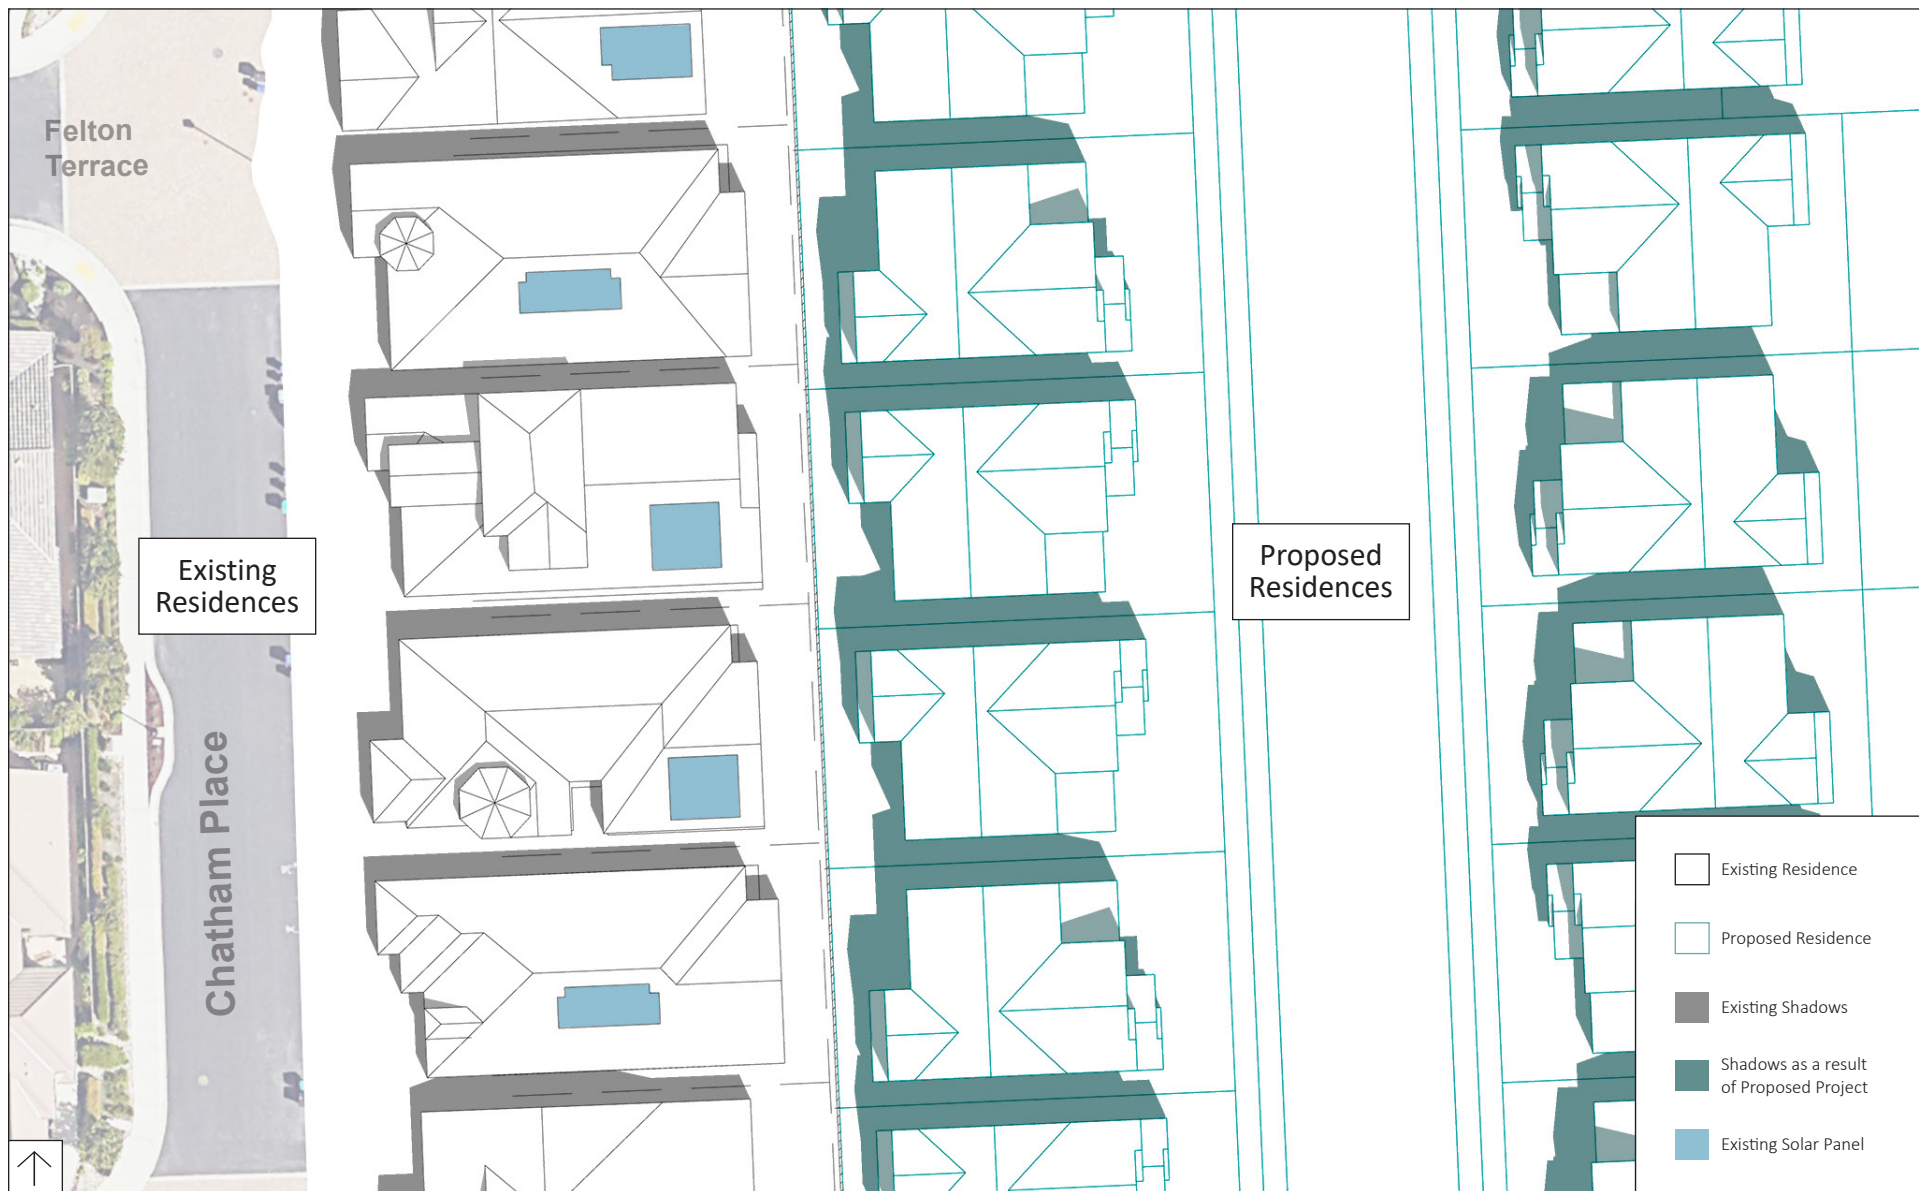 Felton
Terrace
Existing
Residences
Proposed
Residences
Chatham Place
Existing Residence
Proposed Residence
Existing Shadows
Shadows as a result
of Proposed Project
Existing Solar Panel